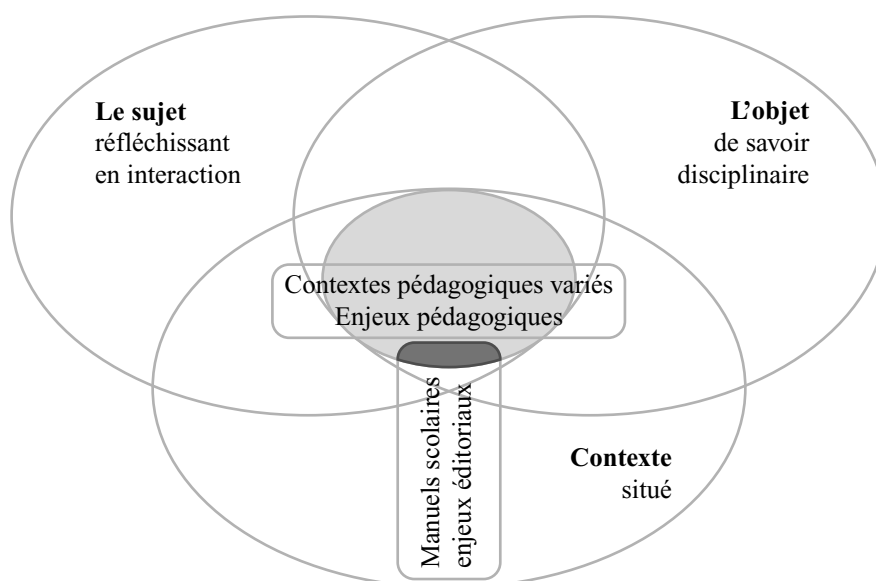 Le sujet
réfléchissant
en interaction
L’objet
de savoir
disciplinaire
Contextes pédagogiques variés
Enjeux pédagogiques
Manuels scolaires
enjeux éditoriaux
Contexte
situé